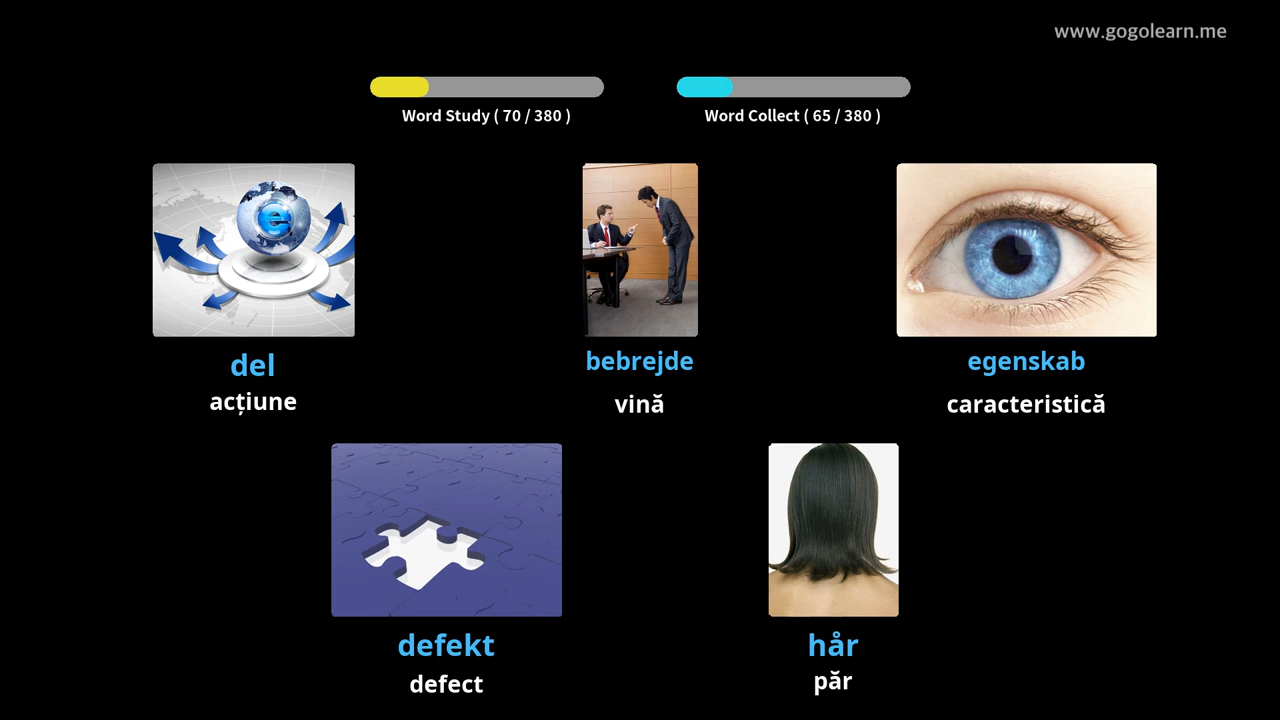 www.gogolearn.me
Word Study ( 70 / 380 )
Word Collect ( 65 / 380 )
e
del
acțiune
bebrejde
vină
egenskab
caracteristică
defekt
defect
hår
păr